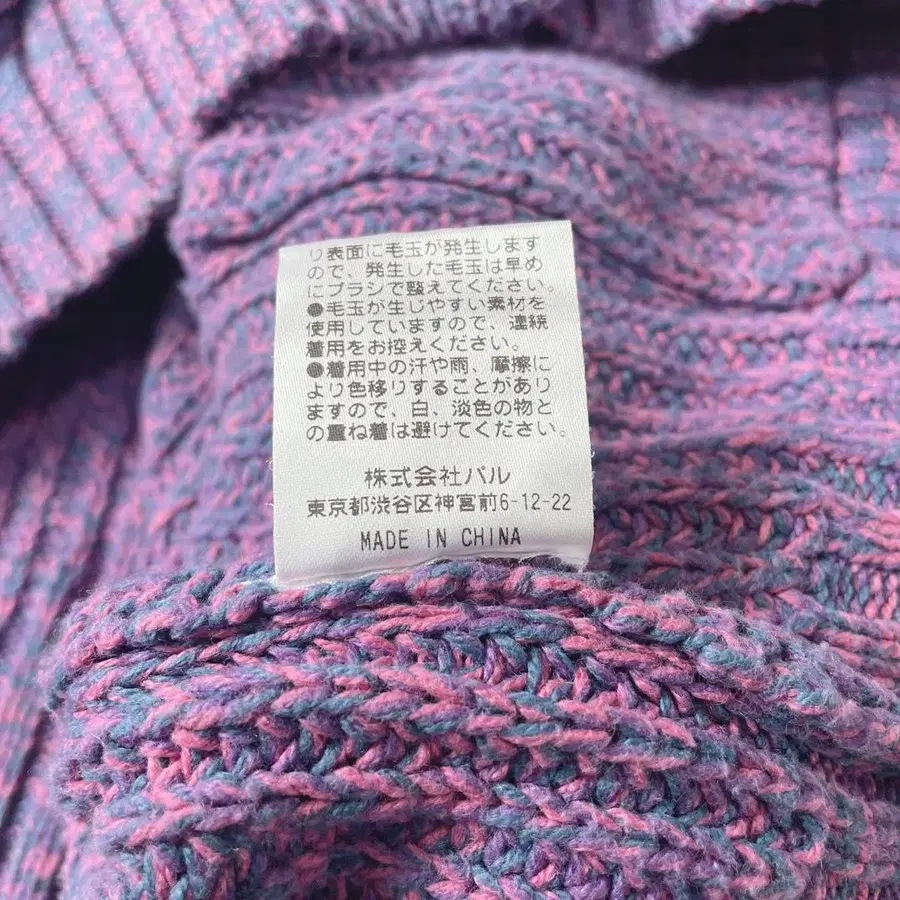 り表面に毛玉が発生します
ので、発生した毛玉は早め
にブラシで整えてください。
●毛玉が生じやすい素材を
使用していますので、連続
着用をお控えください。
●着用中の汗や雨、摩擦に
より色移りすることがあり
ますので、白、淡色の物と
の重ね着は避けてください。
株式会社パル
東京都渋谷区神宮前6-12-22
MADE IN CHINA